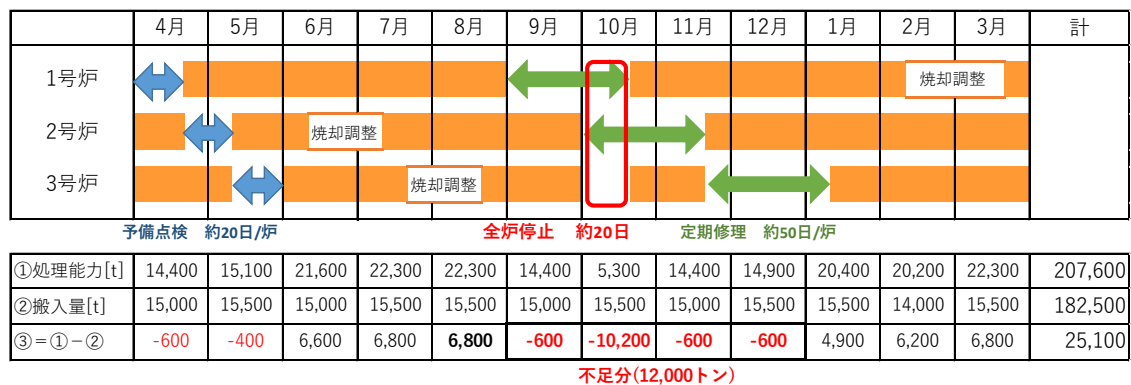 4月 5月 6月 7月 8月 9月 10月 11月 12月 1月 2月 3月 計
1号炉 焼却調整
2号炉 焼却調整
3号炉 焼却調整
予備点検 約20日/炉 全炉停止 約20日 定期修理 約50日/炉
①処理能力[t] 14,400 15,100 21,600 22,300 22,300 14,400 5,300 14,400 14,900 20,400 20,200 22,300 207,600
②搬入量[t] 15,000 15,500 15,000 15,500 15,500 15,000 15,500 15,000 15,500 15,500 14,000 15,500 182,500
③=①-② -600 -400 6,600 6,800 6,800 -600 -10,200 -600 -600 4,900 6,200 6,800 25,100
不足分(12,000トン)